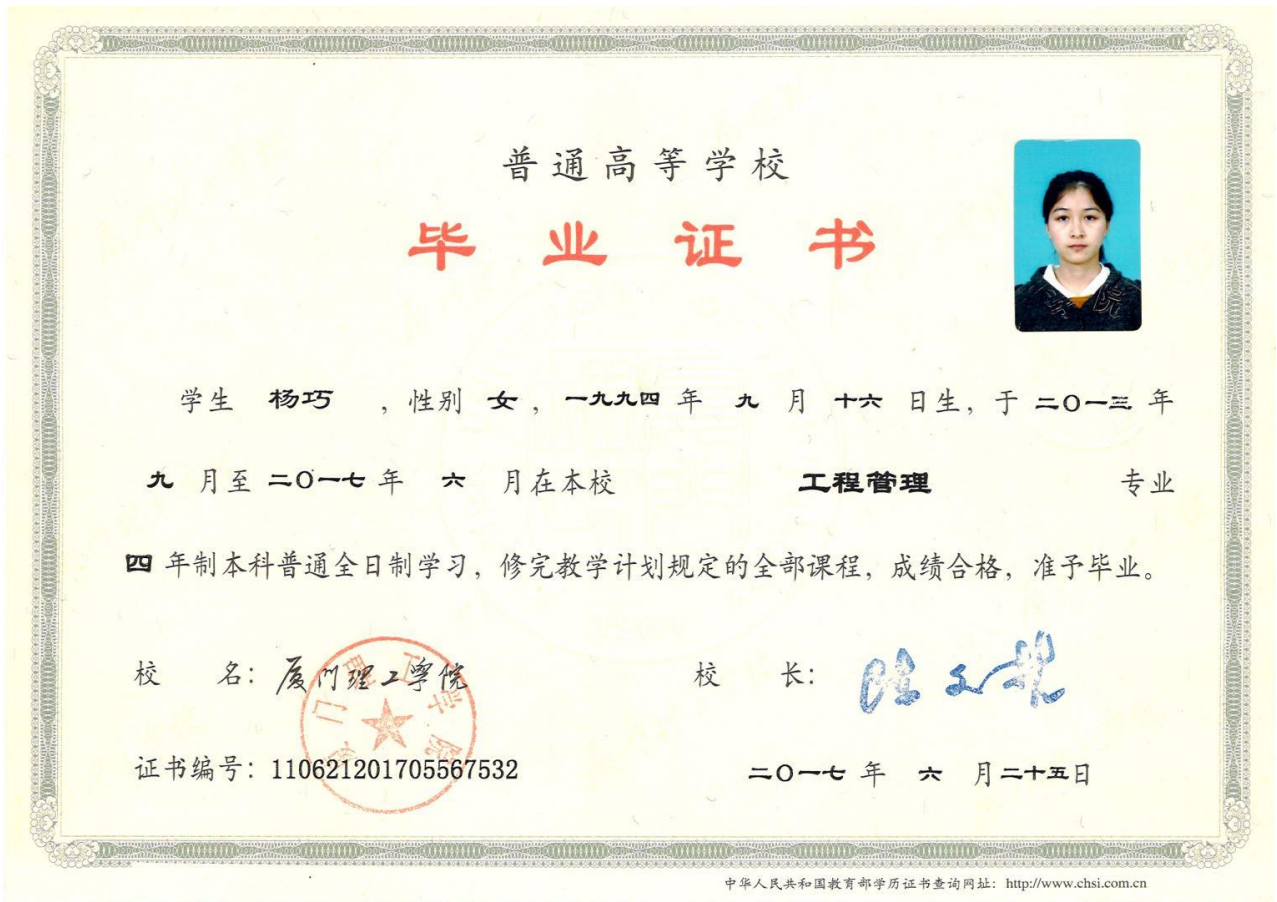 普通高等学校
毕业证书
学生 杨巧 ，性别 女，一九九四年 九 月 十六 日生，于二〇一三年
九 月至二〇一七年 六 月在本校 工程管理 专业
四年制本科普通全日制学习，修完教学计划规定的全部课程，成绩合格，准予毕业。
校 名：厦门理工学院
校 长：
厦门理工学院
证书编号：110621201705567532
二〇一七年 六 月二十五日
中华人民共和国教育部学历证书查询网址：http://www.chsi.com.cn